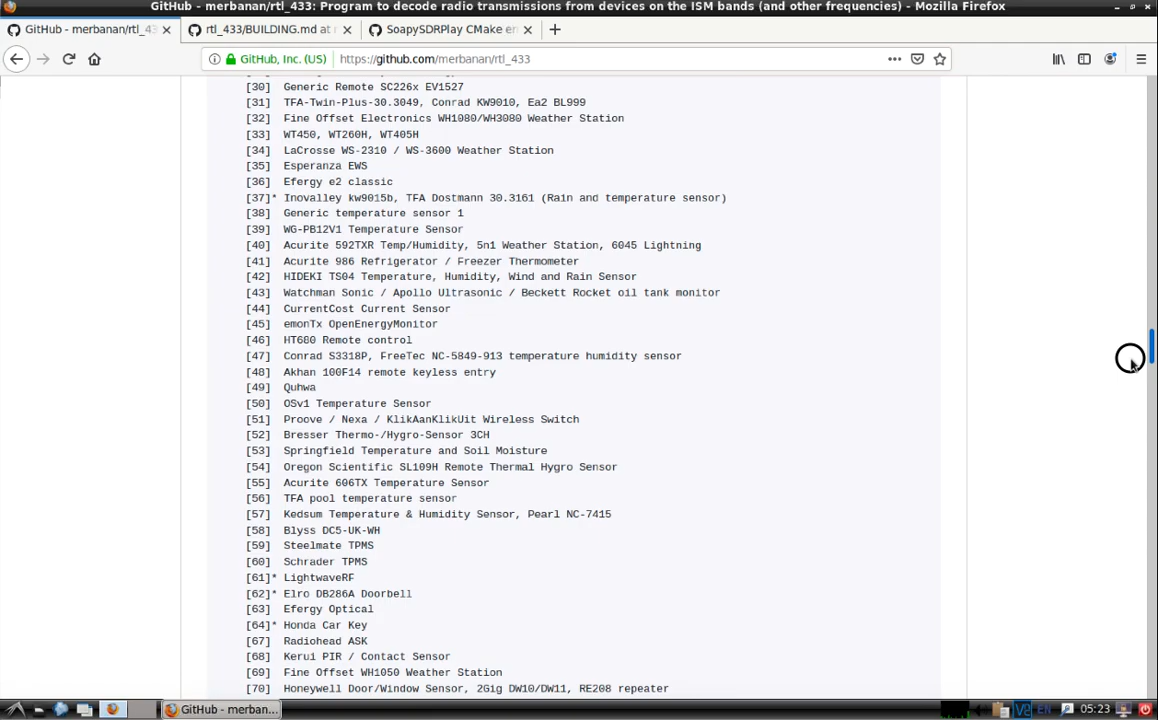 GitHub - merbanan/rtl_433: Program to decode radio transmissions from devices on the ISM bands (and other frequencies) - Mozilla Firefox
GitHub - merbanan/rtl_43
rtl_433/BUILDING.md at
SoapySDRPlay CMake er
GitHub, Inc. (US)
https://github.com/merbanan/rtl_433
[30] Generic Remote SC226x EV1527
[31] TFA-Twin-Plus-30.3049, Conrad KW9010, Ea2 BL999
[32] Fine Offset Electronics WH1080/WH3080 Weather Station
[33] WT450, WT260H, WT405H
[34] LaCrosse WS-2310 / WS-3600 Weather Station
[35] Esperanza EWS
[36] Efergy e2 classic
[37]* Inovalley kw9015b, TFA Dostmann 30.3161 (Rain and temperature sensor)
[38] Generic temperature sensor 1
[39] WG-PB12V1 Temperature Sensor
[40] Acurite 592TXR Temp/Humidity, 5n1 Weather Station, 6045 Lightning
[41] Acurite 986 Refrigerator / Freezer Thermometer
[42] HIDEKI TS04 Temperature, Humidity, Wind and Rain Sensor
[43] Watchman Sonic / Apollo Ultrasonic / Beckett Rocket oil tank monitor
[44] CurrentCost Current Sensor
[45] emonTx OpenEnergyMonitor
[46] HT680 Remote control
[47] Conrad S3318P, FreeTec NC-5849-913 temperature humidity sensor
[48] Akhan 100F14 remote keyless entry
[49] Quhwa
[50] OSv1 Temperature Sensor
[51] Proove / Nexa / KlikAanKlikUit Wireless Switch
[52] Bresser Thermo-/Hygro-Sensor 3CH
[53] Springfield Temperature and Soil Moisture
[54] Oregon Scientific SL109H Remote Thermal Hygro Sensor
[55] Acurite 606TX Temperature Sensor
[56] TFA pool temperature sensor
[57] Kedsum Temperature & Humidity Sensor, Pearl NC-7415
[58] Blyss DC5-UK-WH
[59] Steelmate TPMS
[60] Schrader TPMS
[61]* LightwaveRF
[62]* Elro DB286A Doorbell
[63] Efergy Optical
[64]* Honda Car Key
[67] Radiohead ASK
[68] Kerui PIR / Contact Sensor
[69] Fine Offset WH1050 Weather Station
[70] Honeywell Door/Window Sensor, 2Gig DW10/DW11, RE208 repeater
GitHub - merban...
EN
05:23